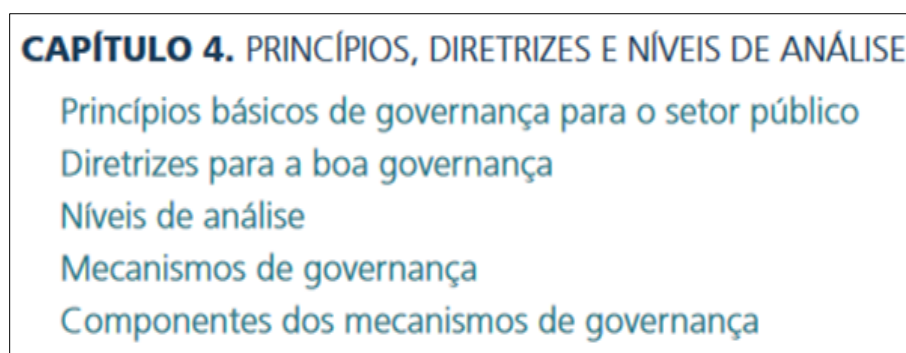 CAPÍTULO 4. PRINCÍPIOS, DIRETRIZES E NÍVEIS DE ANÁLISE
Princípios básicos de governança para o setor público
Diretrizes para a boa governança
Níveis de análise
Mecanismos de governança
Componentes dos mecanismos de governança